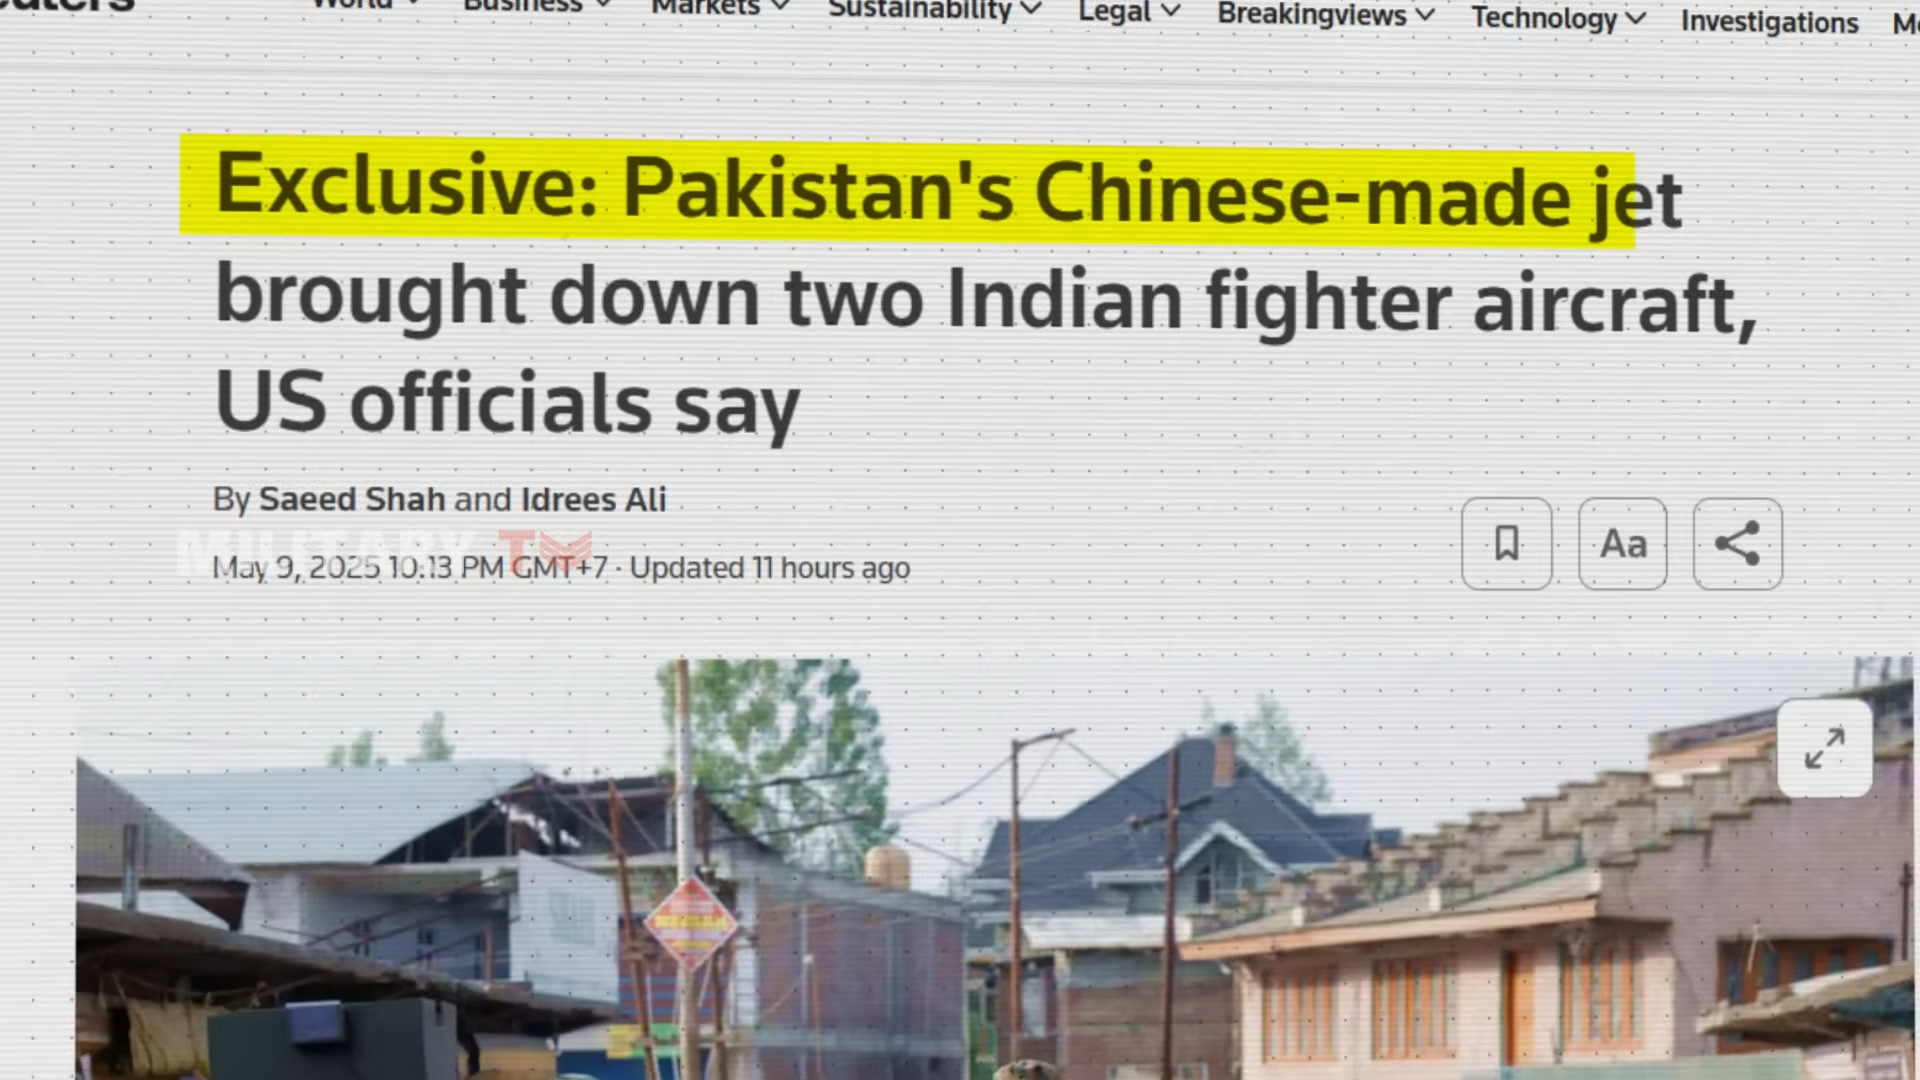 World Business Markets Sustainability Legal Breakingviews Technology Investigations
Exclusive: Pakistan's Chinese-made jet
brought down two Indian fighter aircraft,
US officials say
By Saeed Shah and Idrees Ali
MILITARY TV
May 9, 2025 10:13 PM GMT+7 · Updated 11 hours ago
Aa